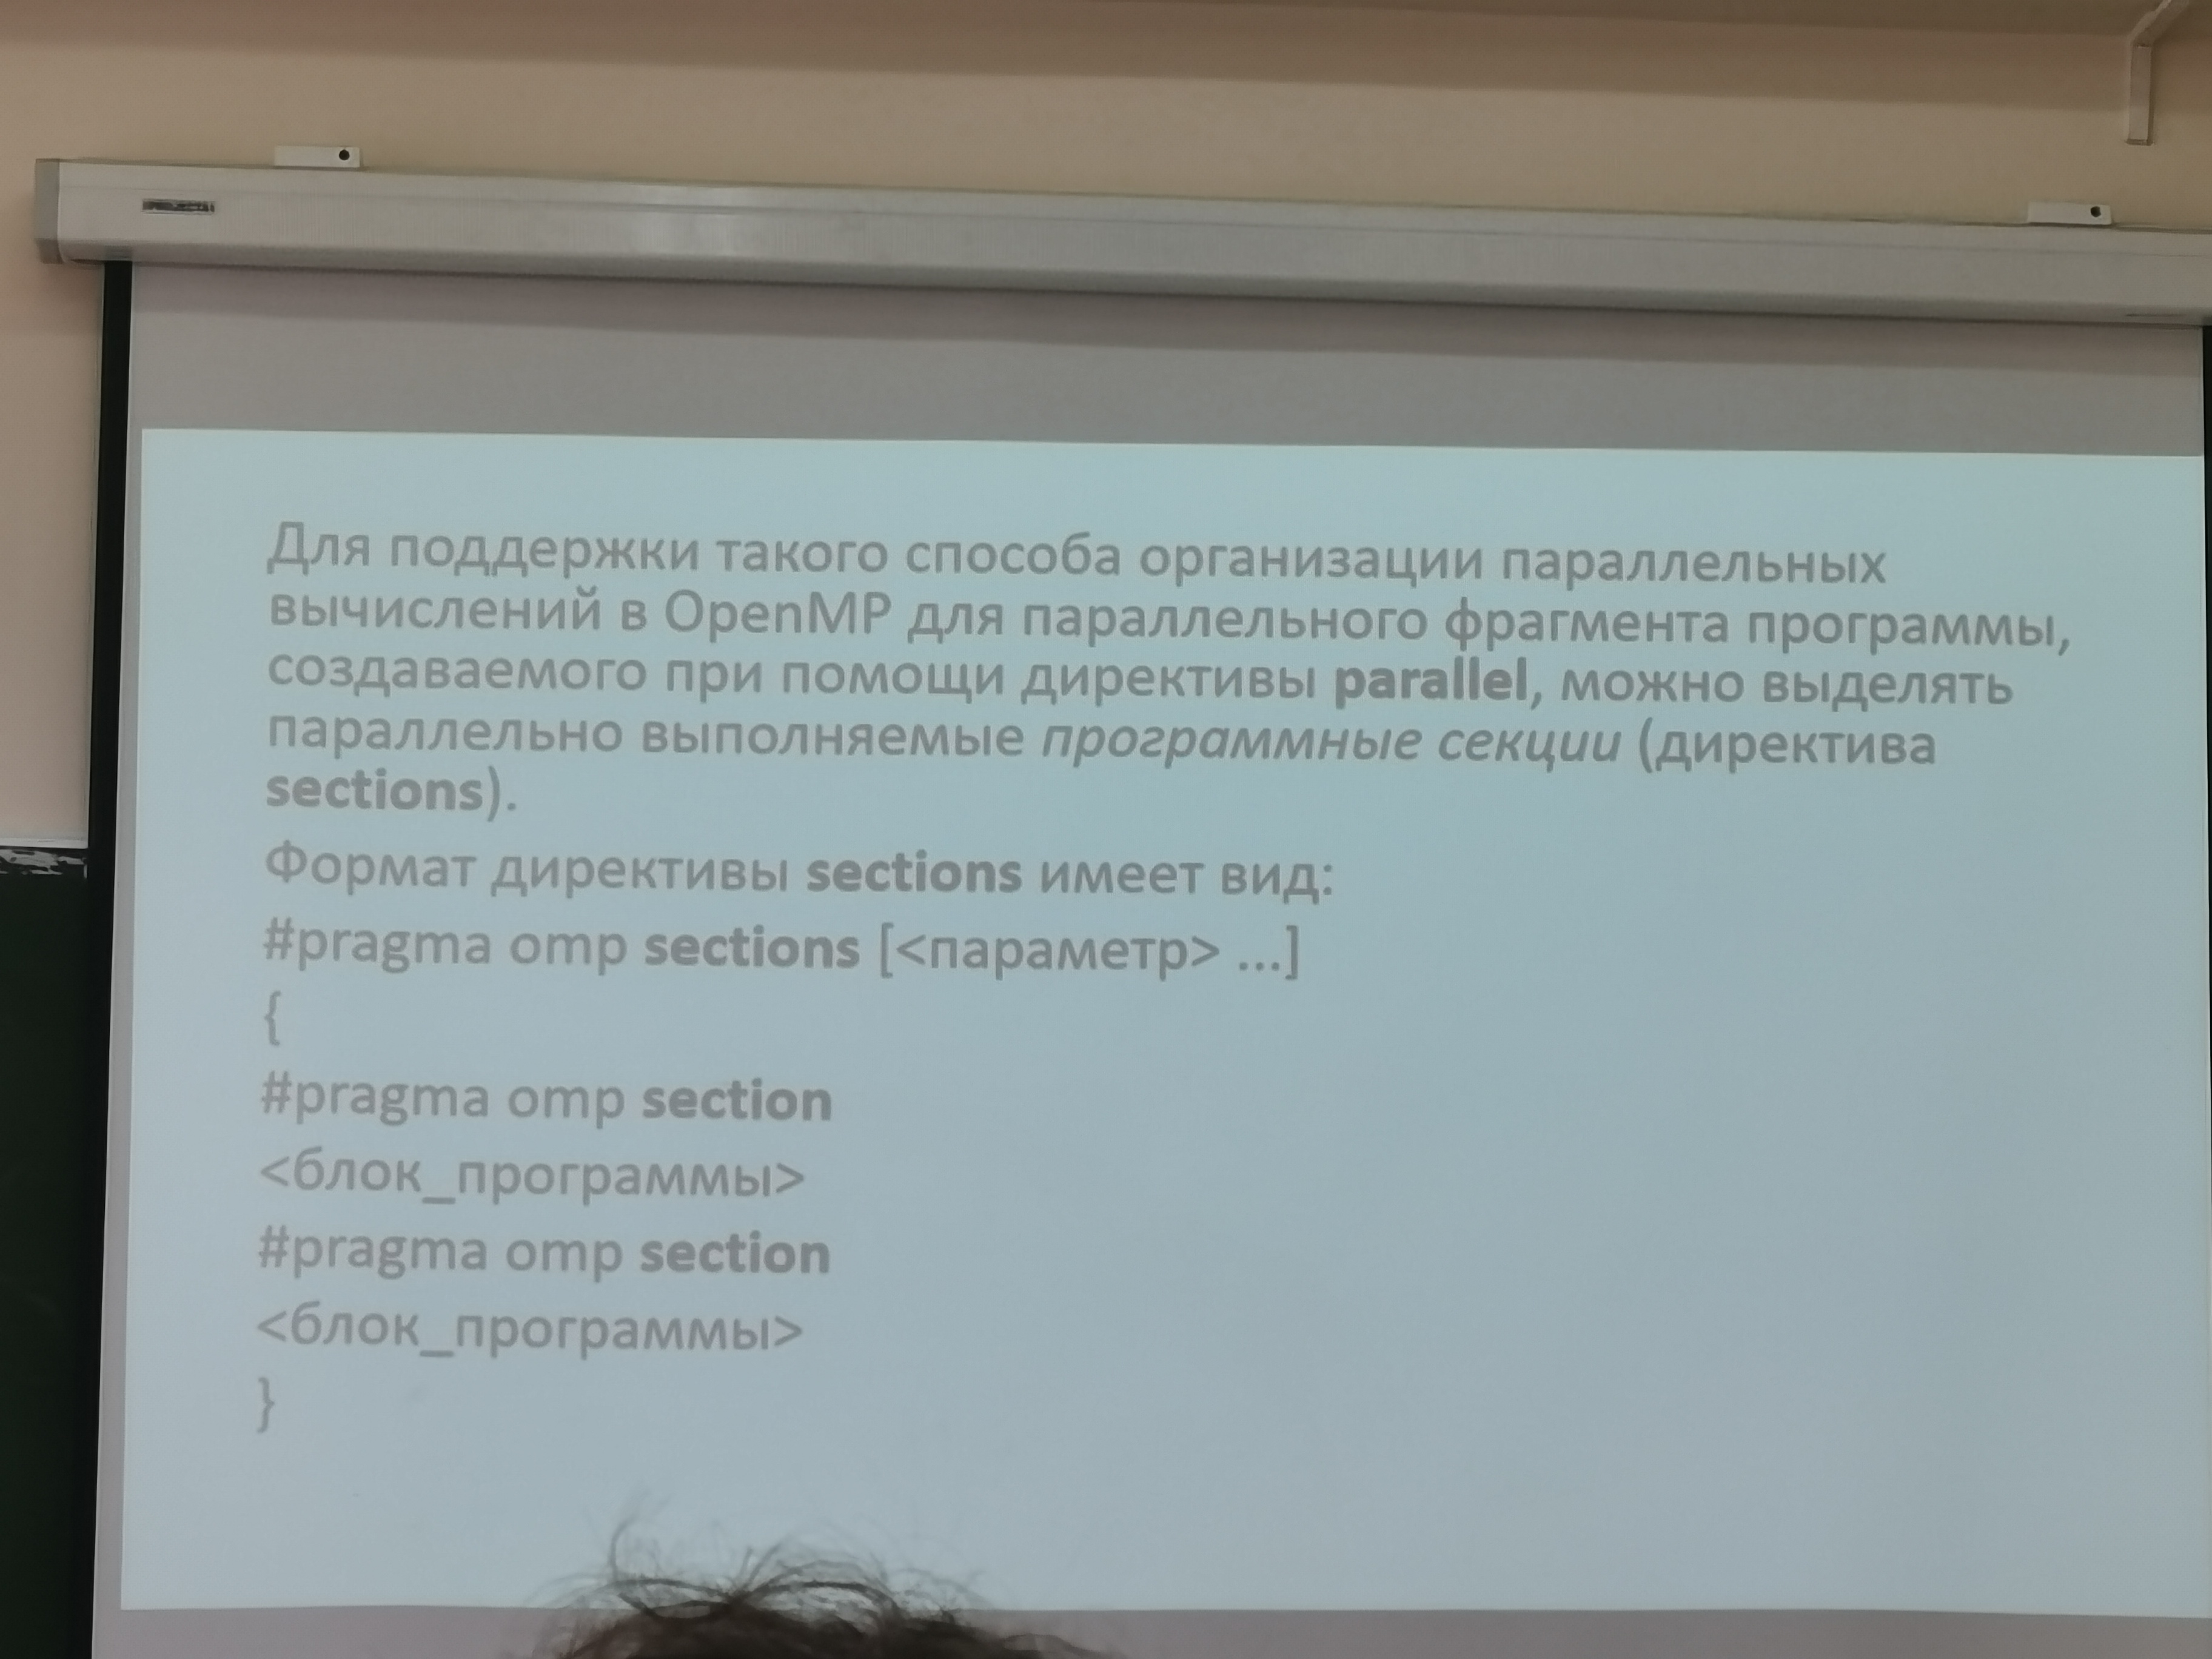 Для поддержки такого способа организации параллельных
вычислений в OpenMP для параллельного фрагмента программы,
создаваемого при помощи директивы parallel, можно выделять
параллельно выполняемые программные секции (директива
sections).
Формат директивы sections имеет вид:
#pragma omp sections [<параметр> ...]
{
#pragma omp section
<блок_программы>
#pragma omp section
<блок_программы>
}